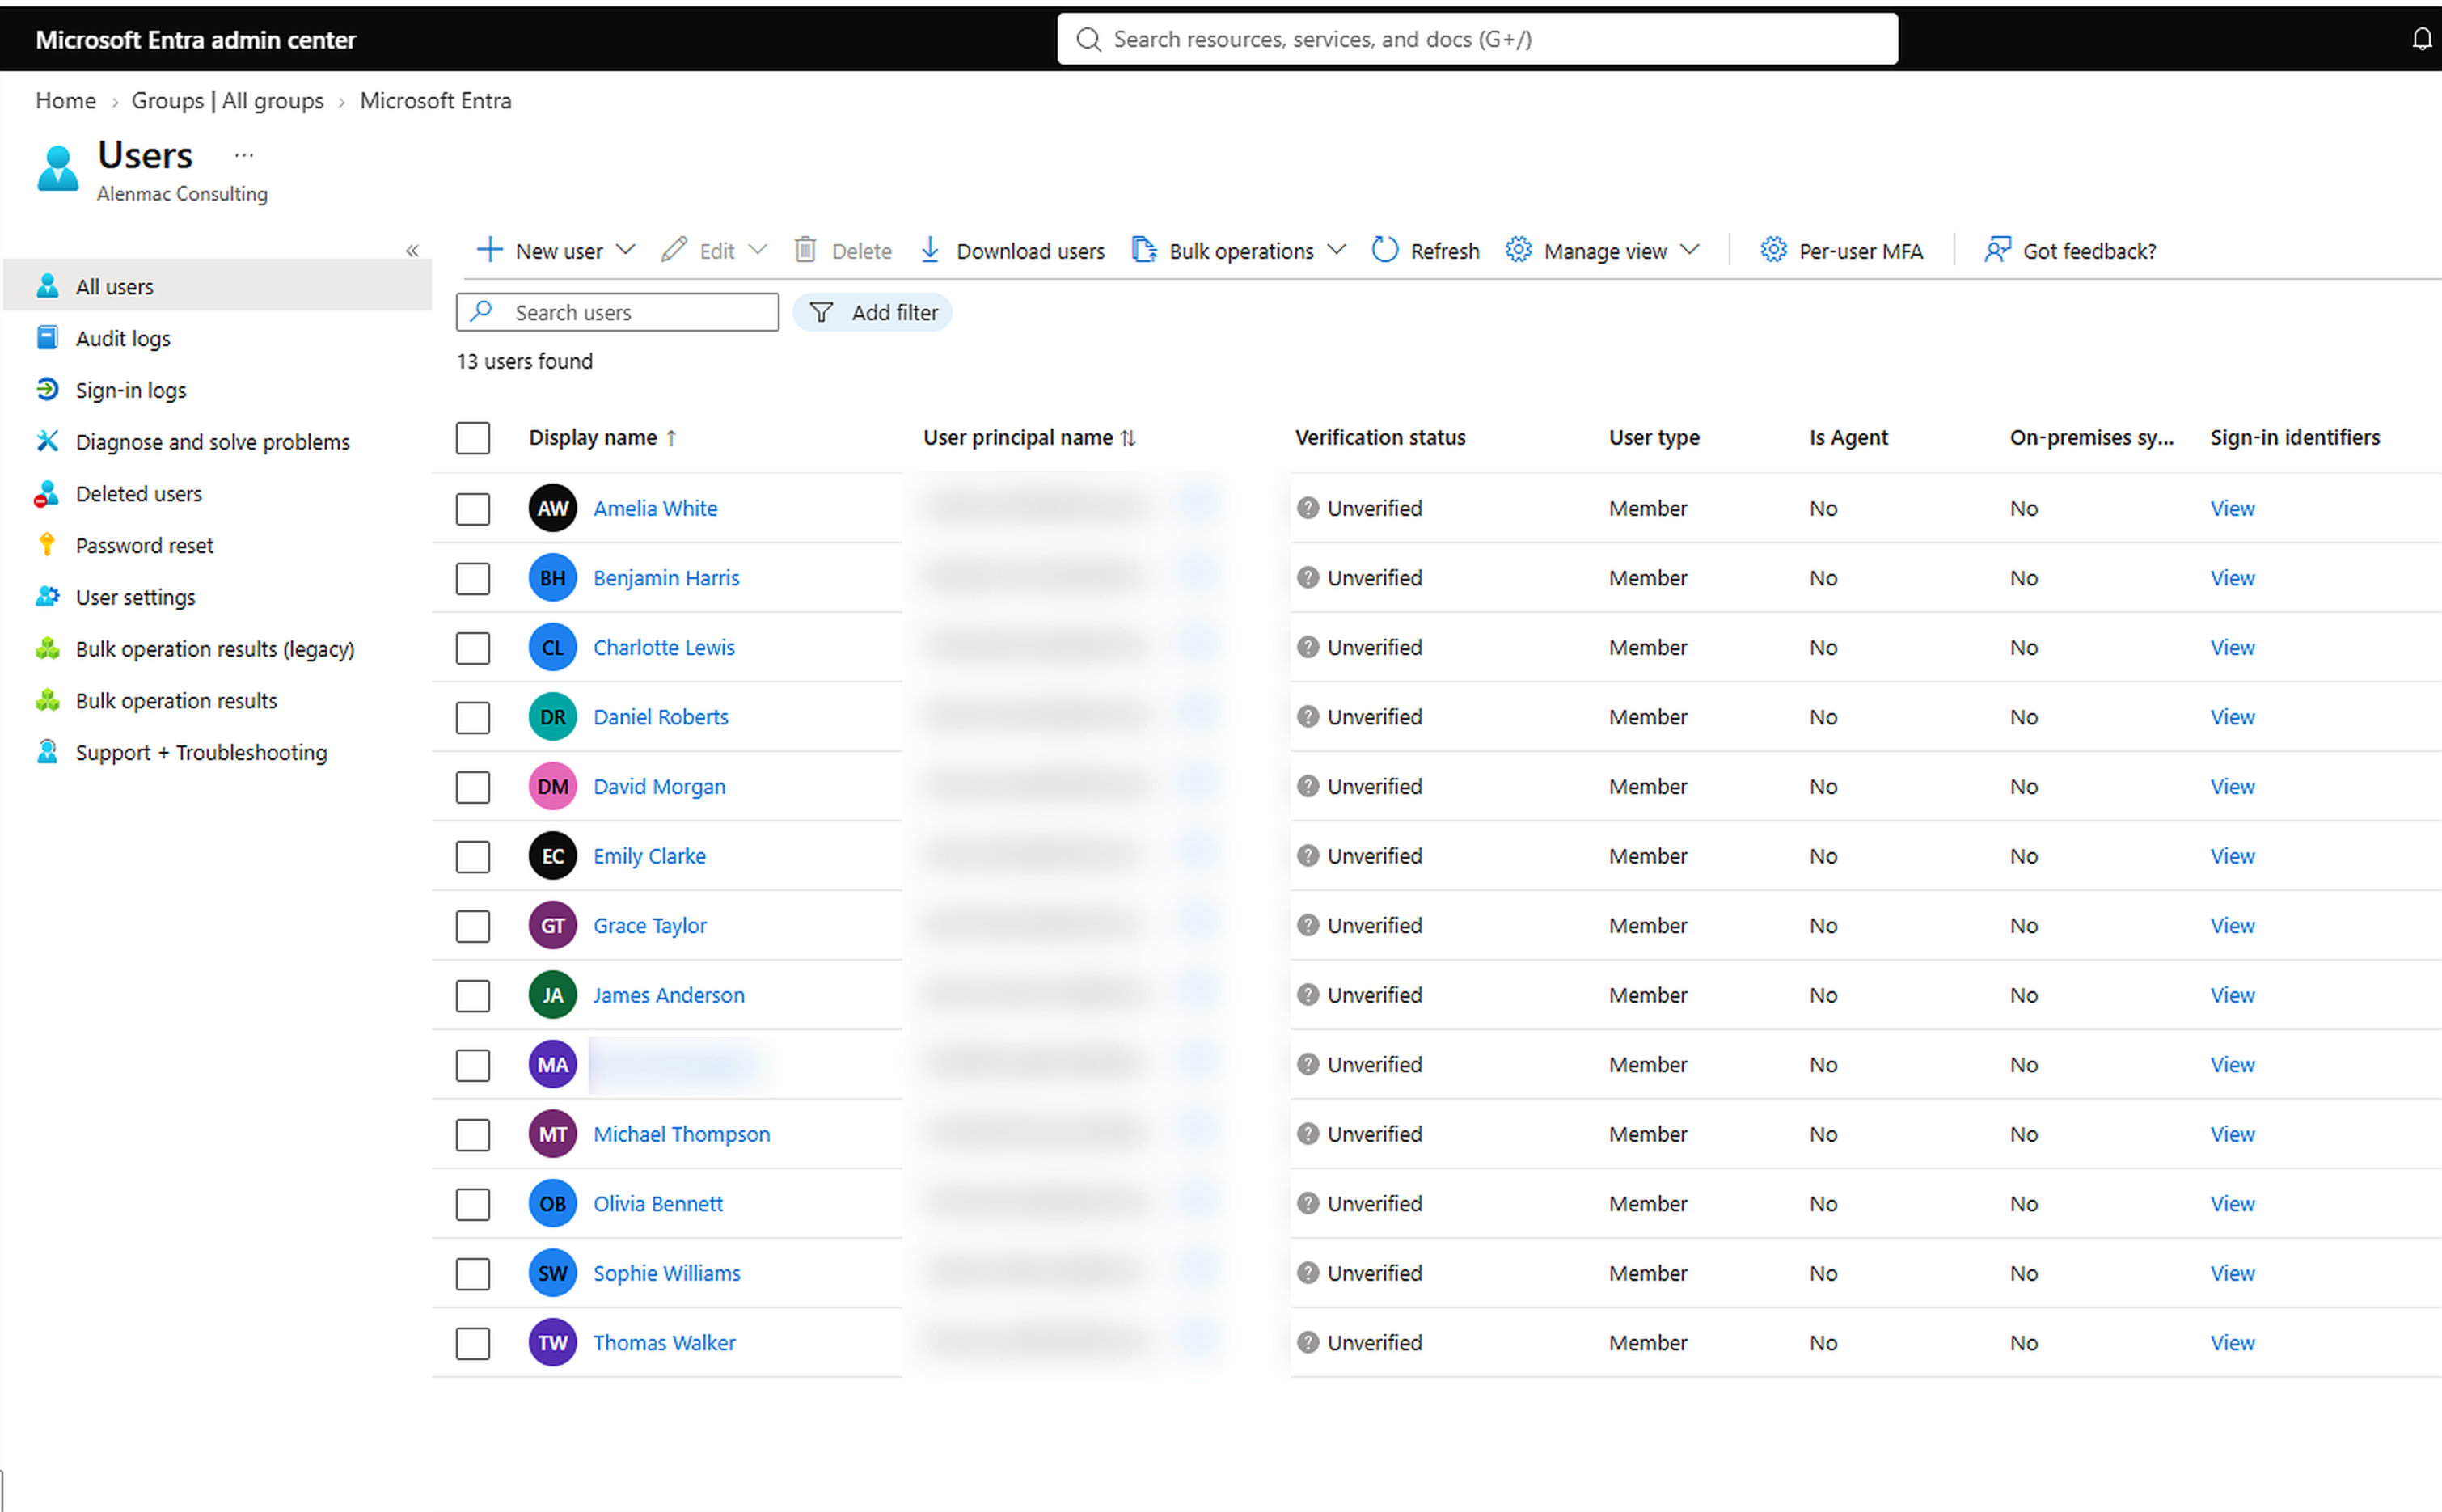 Microsoft Entra admin center
Search resources, services, and docs (G+/)
Home › Groups | All groups › Microsoft Entra
Users ...
Alenmac Consulting
«
All users
Audit logs
Sign-in logs
Diagnose and solve problems
Deleted users
Password reset
User settings
Bulk operation results (legacy)
Bulk operation results
Support + Troubleshooting
New user Edit Delete Download users Bulk operations Refresh Manage view Per-user MFA Got feedback?
Search users Add filter
13 users found
Display name ↑ User principal name ↑↓ Verification status User type Is Agent On-premises sy... Sign-in identifiers
AW Amelia White Unverified Member No No View
BH Benjamin Harris Unverified Member No No View
CL Charlotte Lewis Unverified Member No No View
DR Daniel Roberts Unverified Member No No View
DM David Morgan Unverified Member No No View
EC Emily Clarke Unverified Member No No View
GT Grace Taylor Unverified Member No No View
JA James Anderson Unverified Member No No View
MA Unverified Member No No View
MT Michael Thompson Unverified Member No No View
OB Olivia Bennett Unverified Member No No View
SW Sophie Williams Unverified Member No No View
TW Thomas Walker Unverified Member No No View